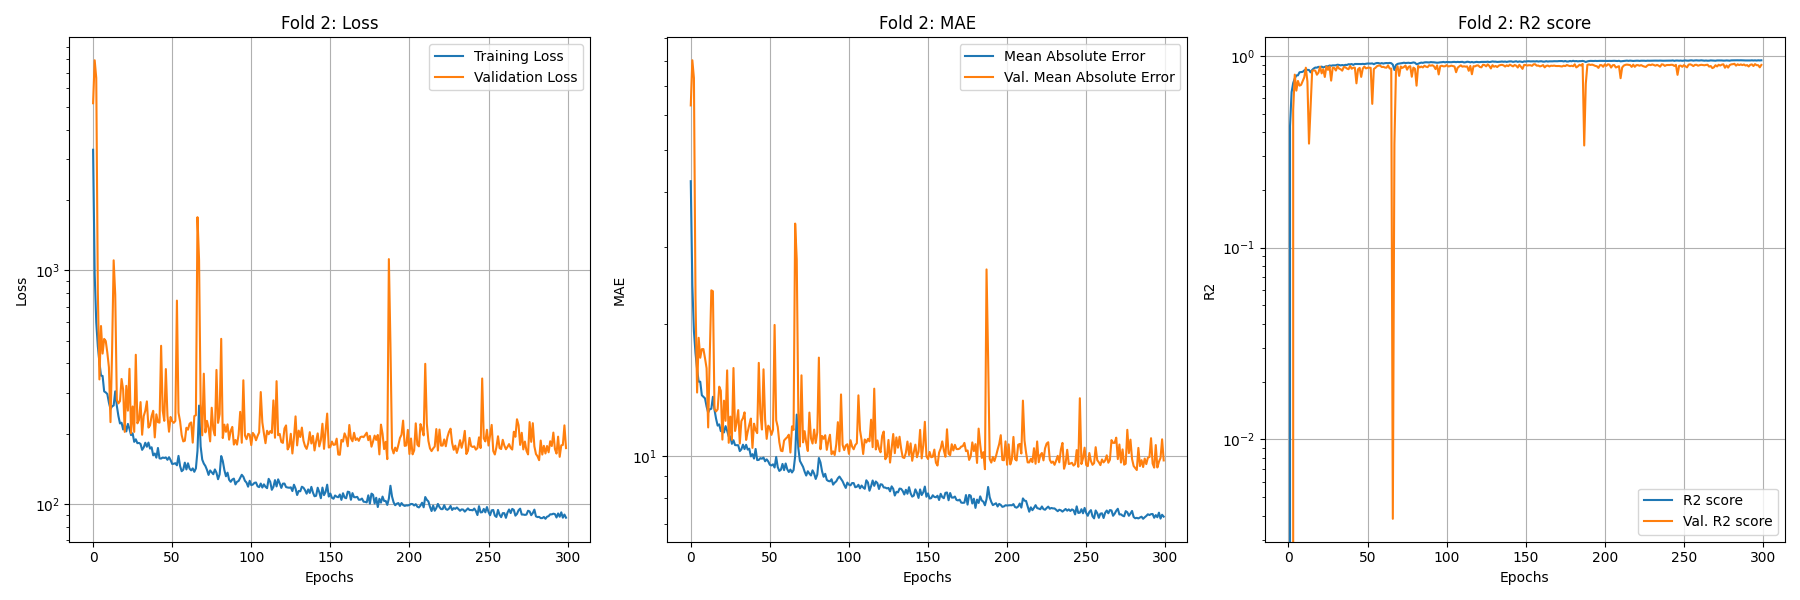 Fold 2: Loss
Training Loss
Validation Loss
10^3
10^2
Loss
0 50 100 150 200 250 300
Epochs
Fold 2: MAE
Mean Absolute Error
Val. Mean Absolute Error
10^1
MAE
0 50 100 150 200 250 300
Epochs
Fold 2: R2 score
10^0
10^-1
10^-2
R2
R2 score
Val. R2 score
0 50 100 150 200 250 300
Epochs